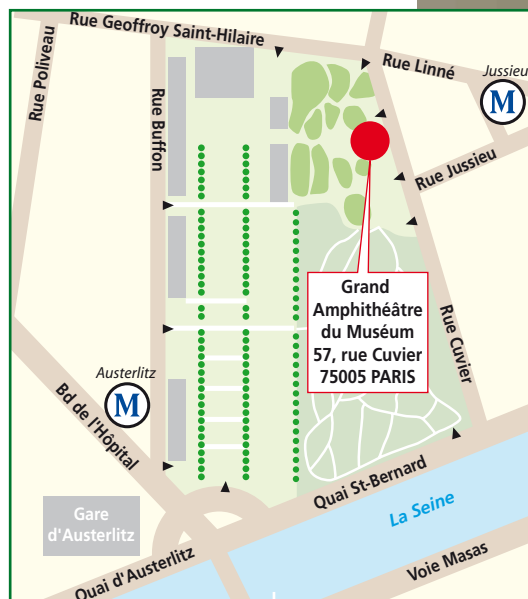 Rue Geoffroy Saint-Hilaire
Rue Poliveau
Rue Buffon
Rue Linné
Jussieu
M
Rue Jussieu
Grand
Amphithéâtre
du Muséum
57, rue Cuvier
75005 PARIS
Rue Cuvier
Austerlitz
M
Bd de l'Hôpital
Gare
d'Austerlitz
Quai St-Bernard
La Seine
Quai d'Austerlitz
Voie Masas